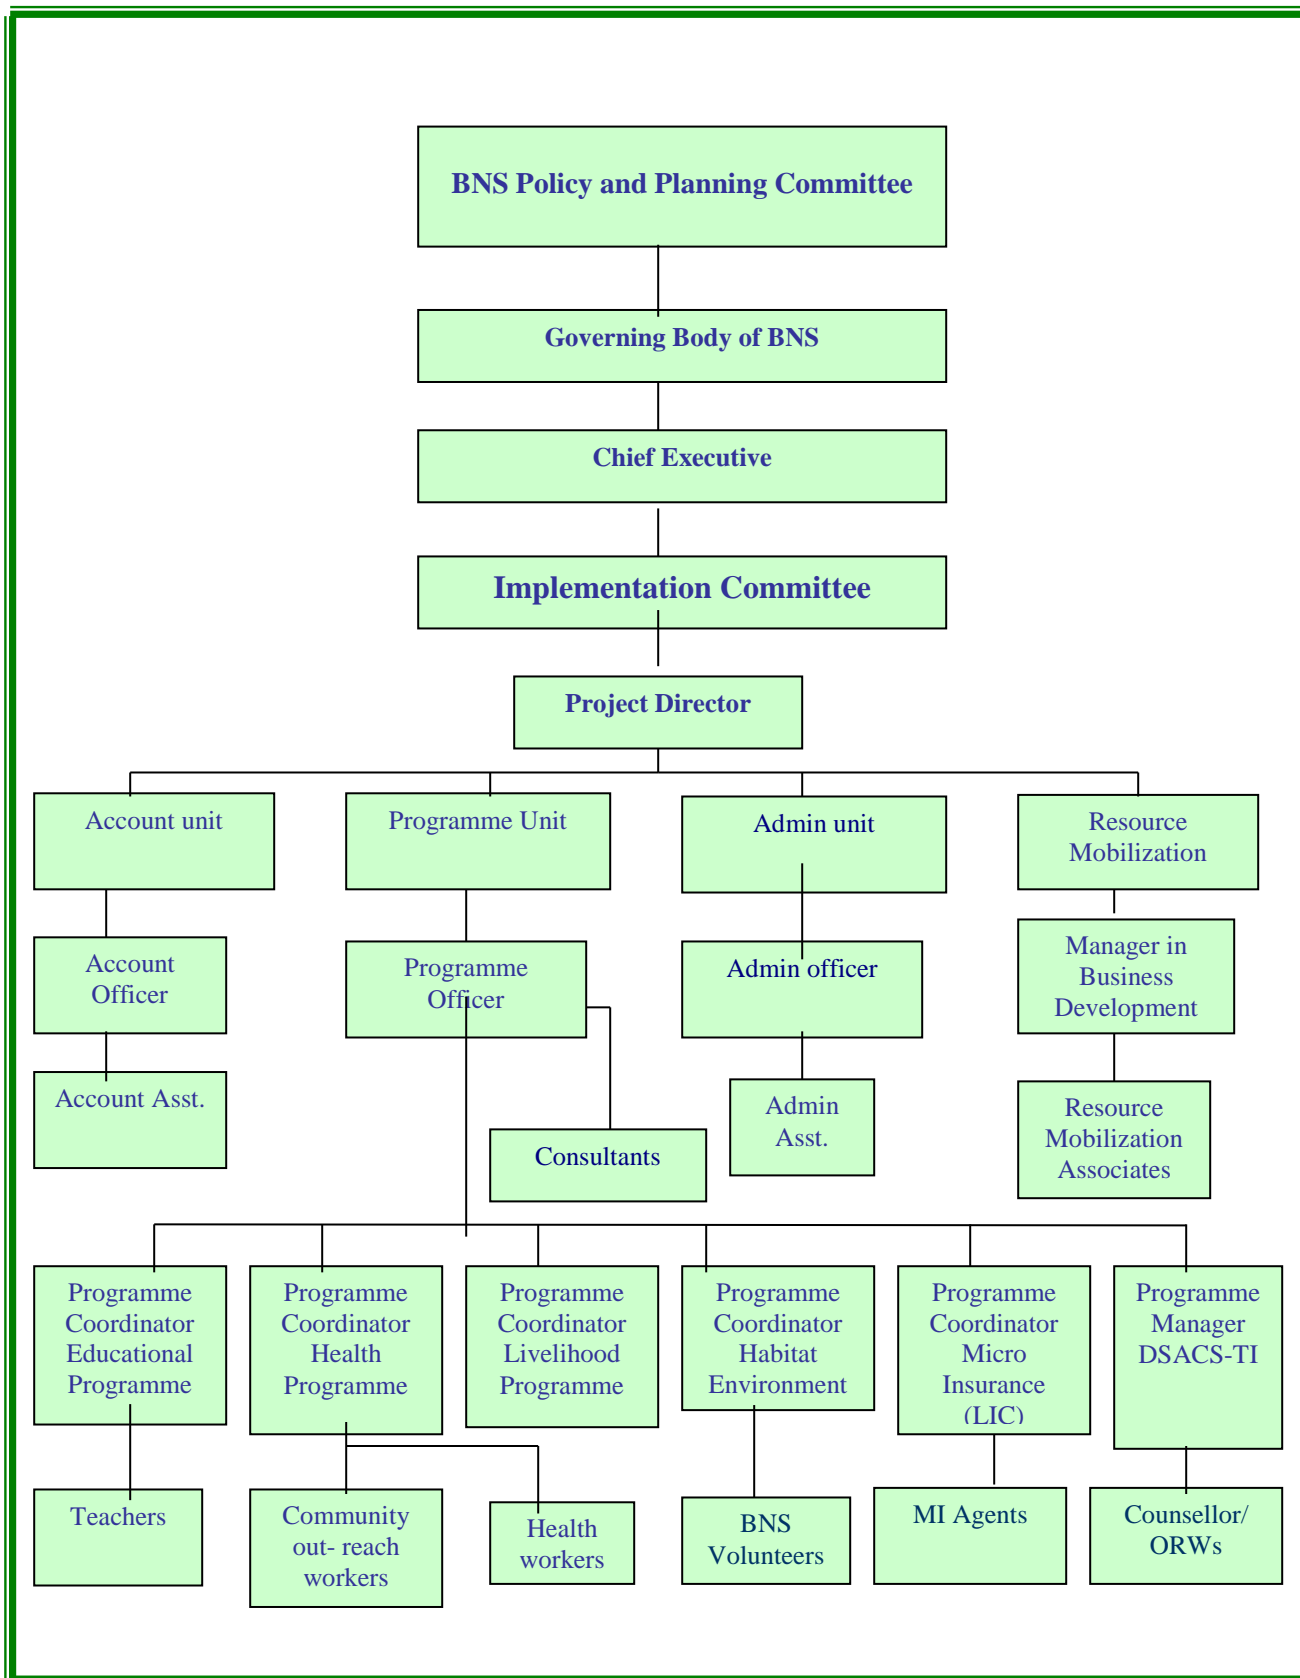 BNS Policy and Planning Committee
Governing Body of BNS
Chief Executive
Implementation Committee
Project Director
Account unit
Programme Unit
Admin unit
Resource
Mobilization
Account
Officer
Programme
Officer
Admin officer
Manager in
Business
Development
Account Asst.
Consultants
Admin
Asst.
Resource
Mobilization
Associates
Programme
Coordinator
Educational
Programme
Programme
Coordinator
Health
Programme
Programme
Coordinator
Livelihood
Programme
Programme
Coordinator
Habitat
Environment
Programme
Coordinator
Micro
Insurance
(LIC)
Programme
Manager
DSACS-TI
Teachers
Community
out- reach
workers
Health
workers
BNS
Volunteers
MI Agents
Counsellor/
ORWs